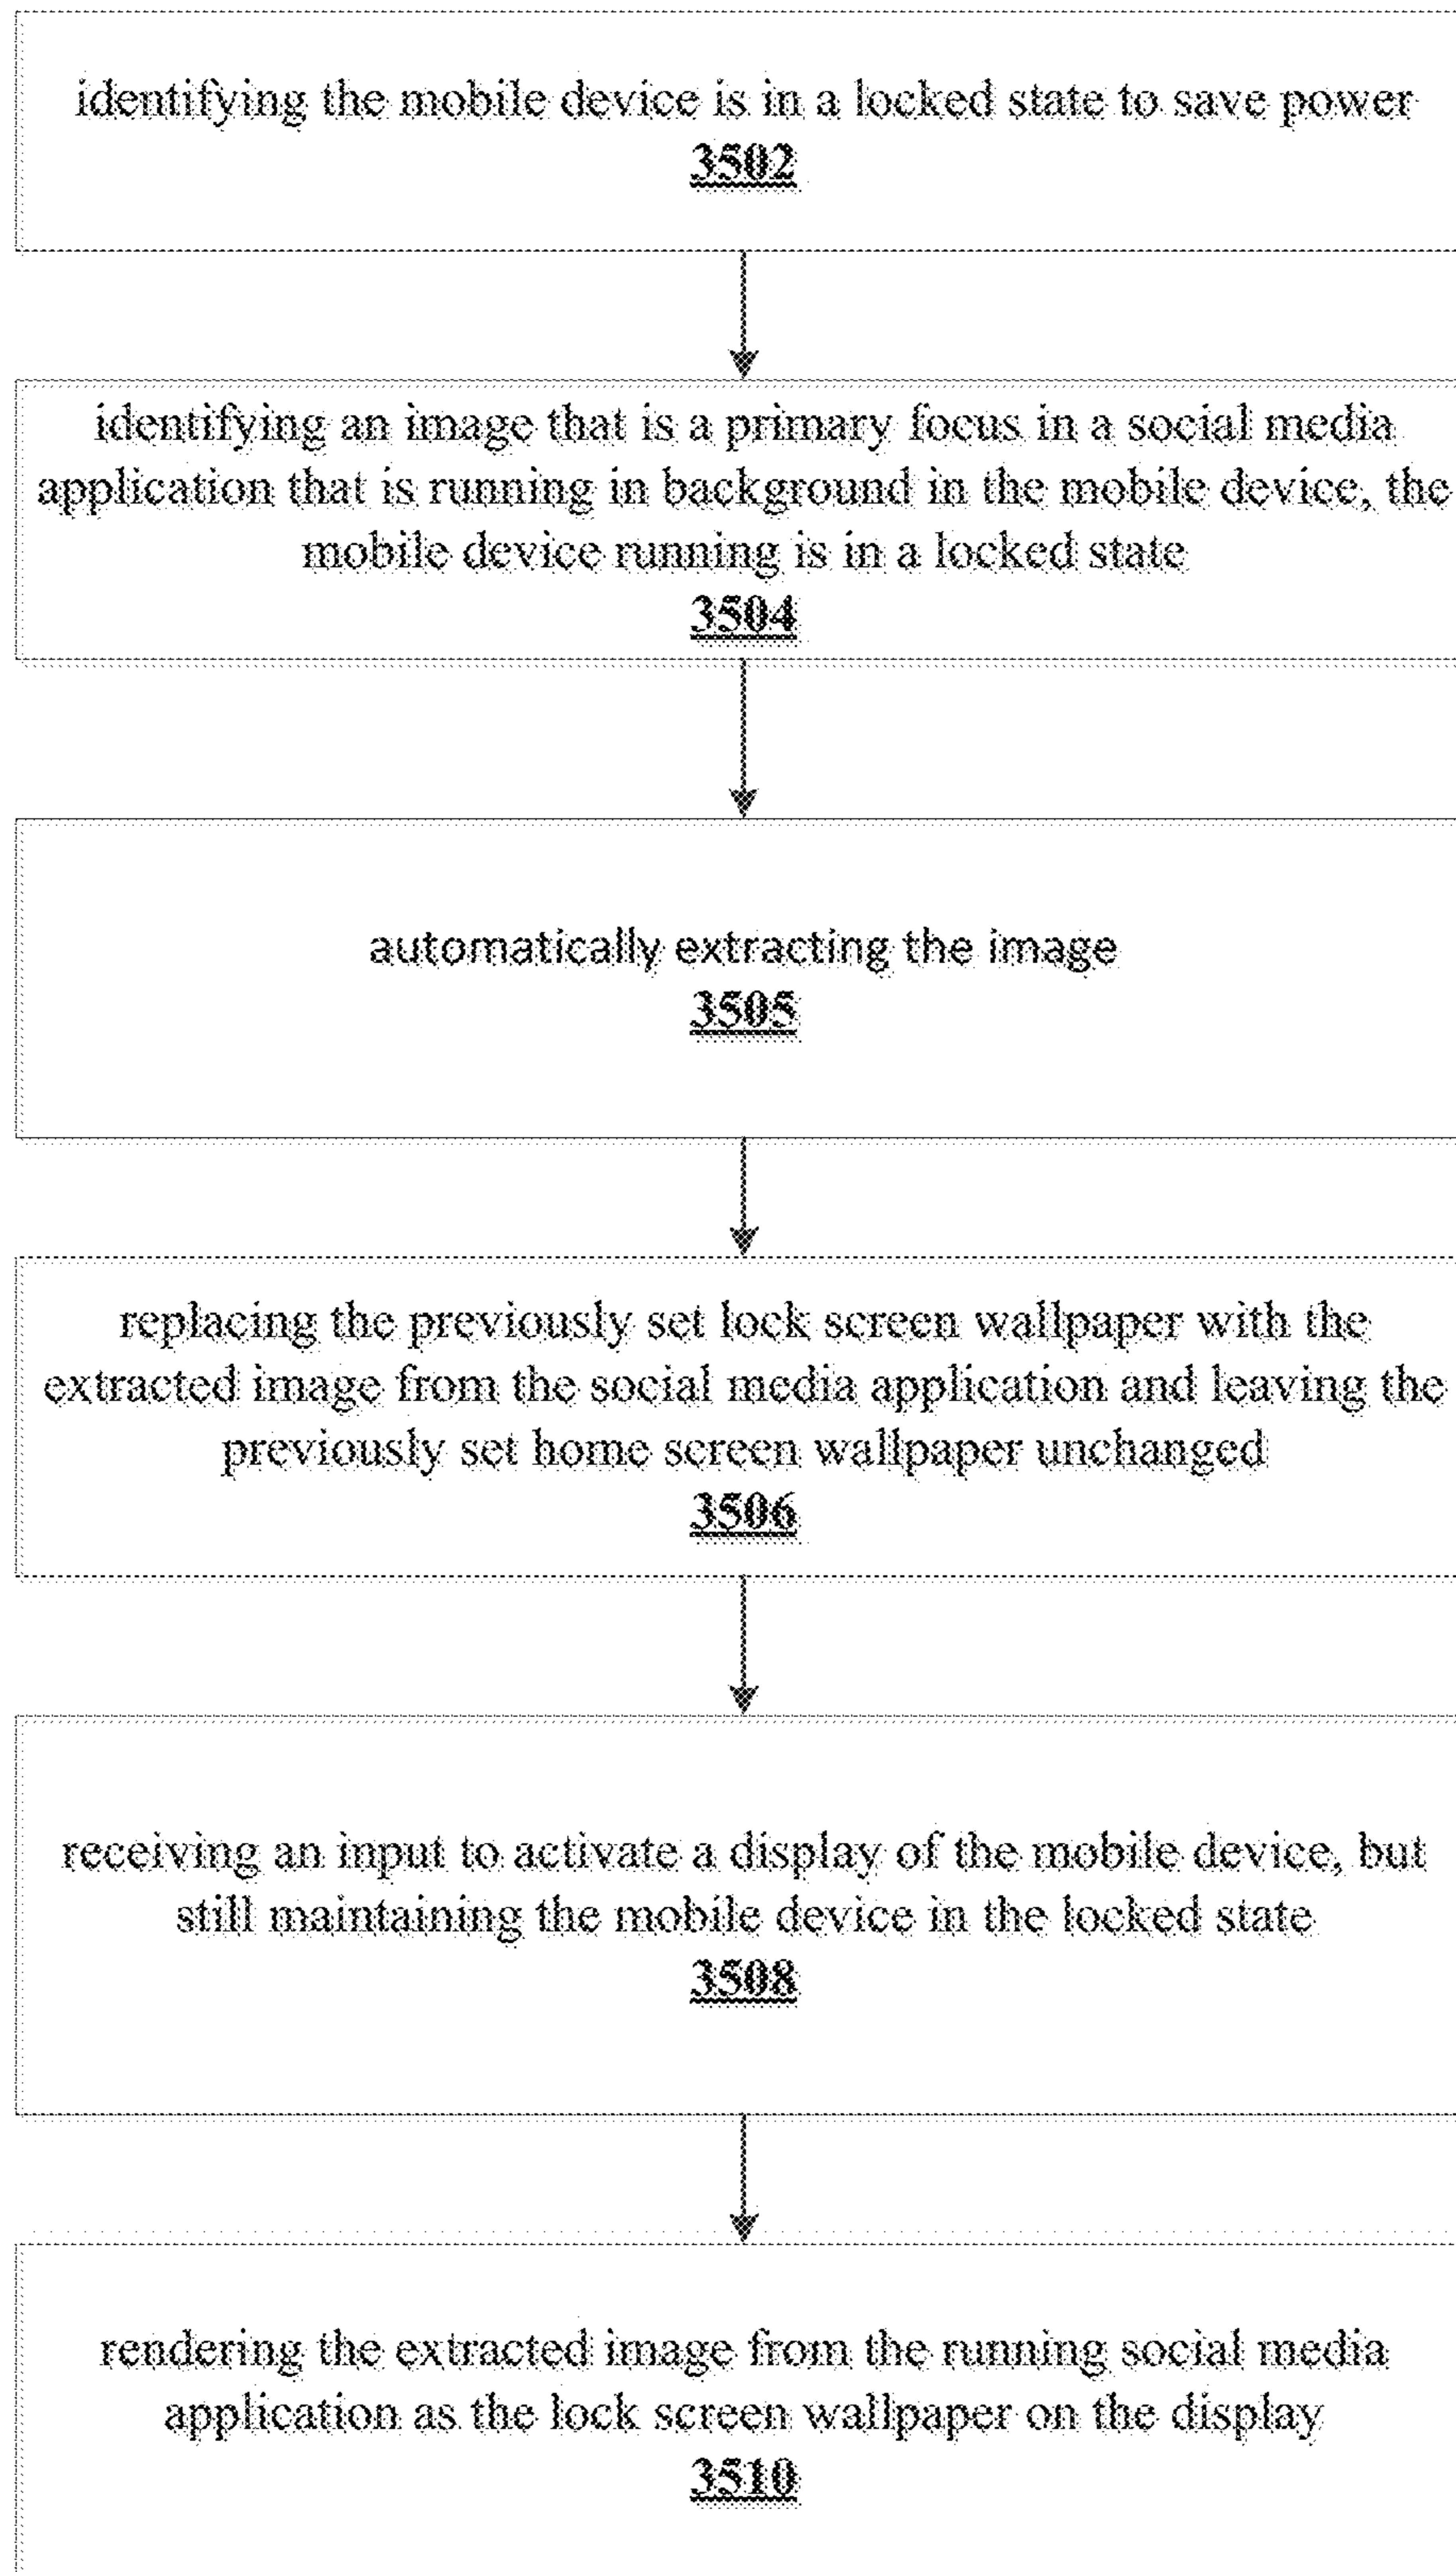 identifying the mobile device is in a locked state to save power
3502
identifying an image that is a primary focus in a social media
application that is running in background in the mobile device, the
mobile device running is in a locked state
3504
automatically extracting the image
3505
replacing the previously set lock screen wallpaper with the
extracted image from the social media application and leaving the
previously set home screen wallpaper unchanged
3506
receiving an input to activate a display of the mobile device, but
still maintaining the mobile device in the locked state
3508
rendering the extracted image from the running social media
application as the lock screen wallpaper on the display
3510